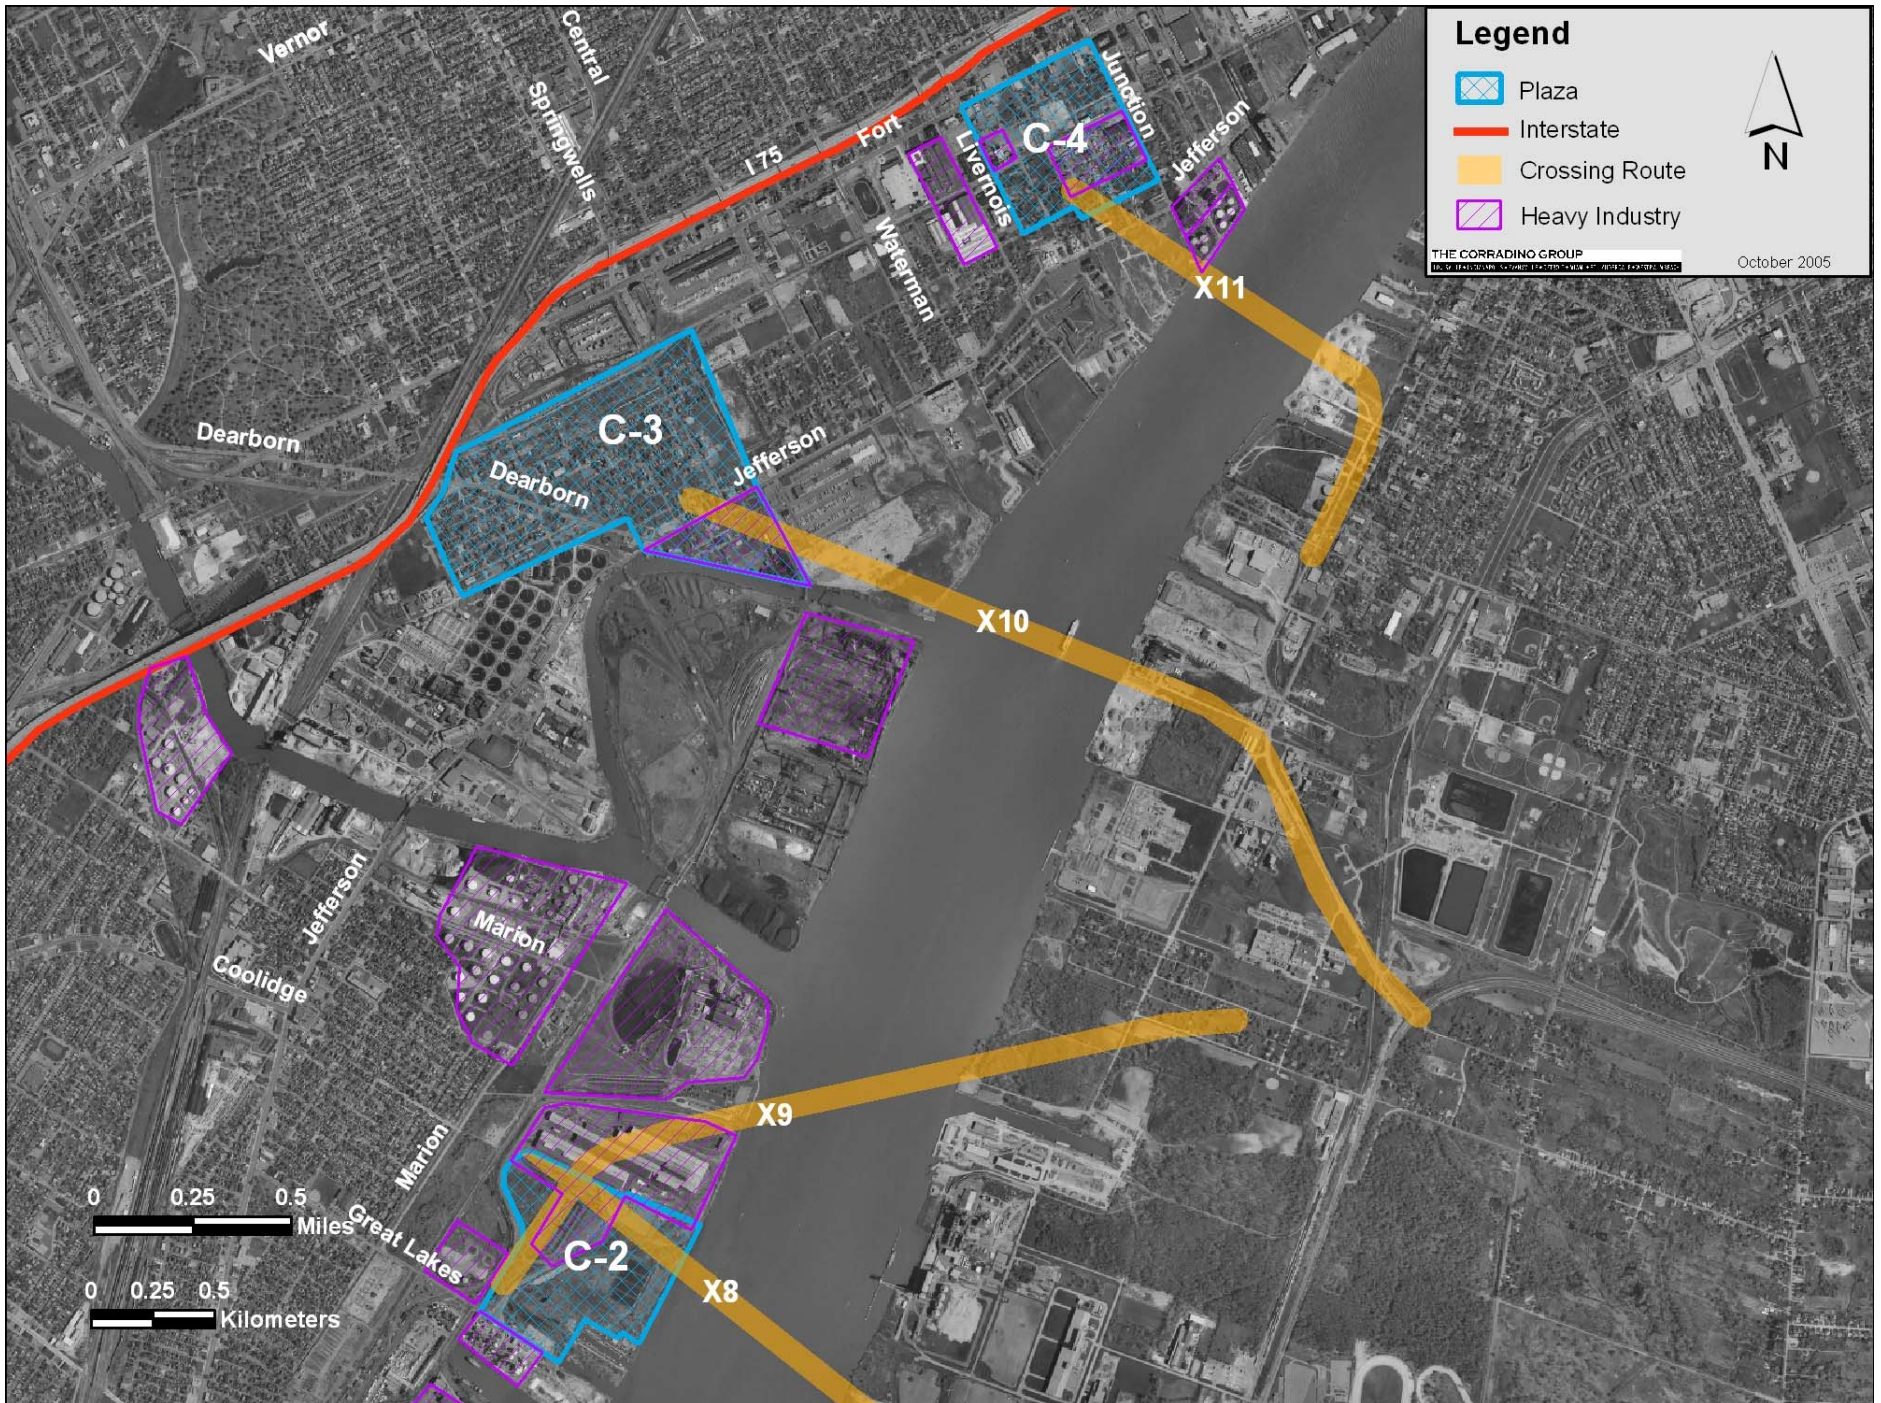 Legend
Plaza
Interstate
Crossing Route
Heavy Industry
N
THE CORRADINO GROUP
October 2005
Vernor
Central
Springwells
I 75
Fort
Livernois
C-4
Junction
Jefferson
Waterman
X11
Dearborn
C-3
Dearborn
Jefferson
X10
Jefferson
Marion
Coolidge
X9
Marion
0 0.25 0.5
Miles
Great Lakes
C-2
X8
0 0.25 0.5
Kilometers